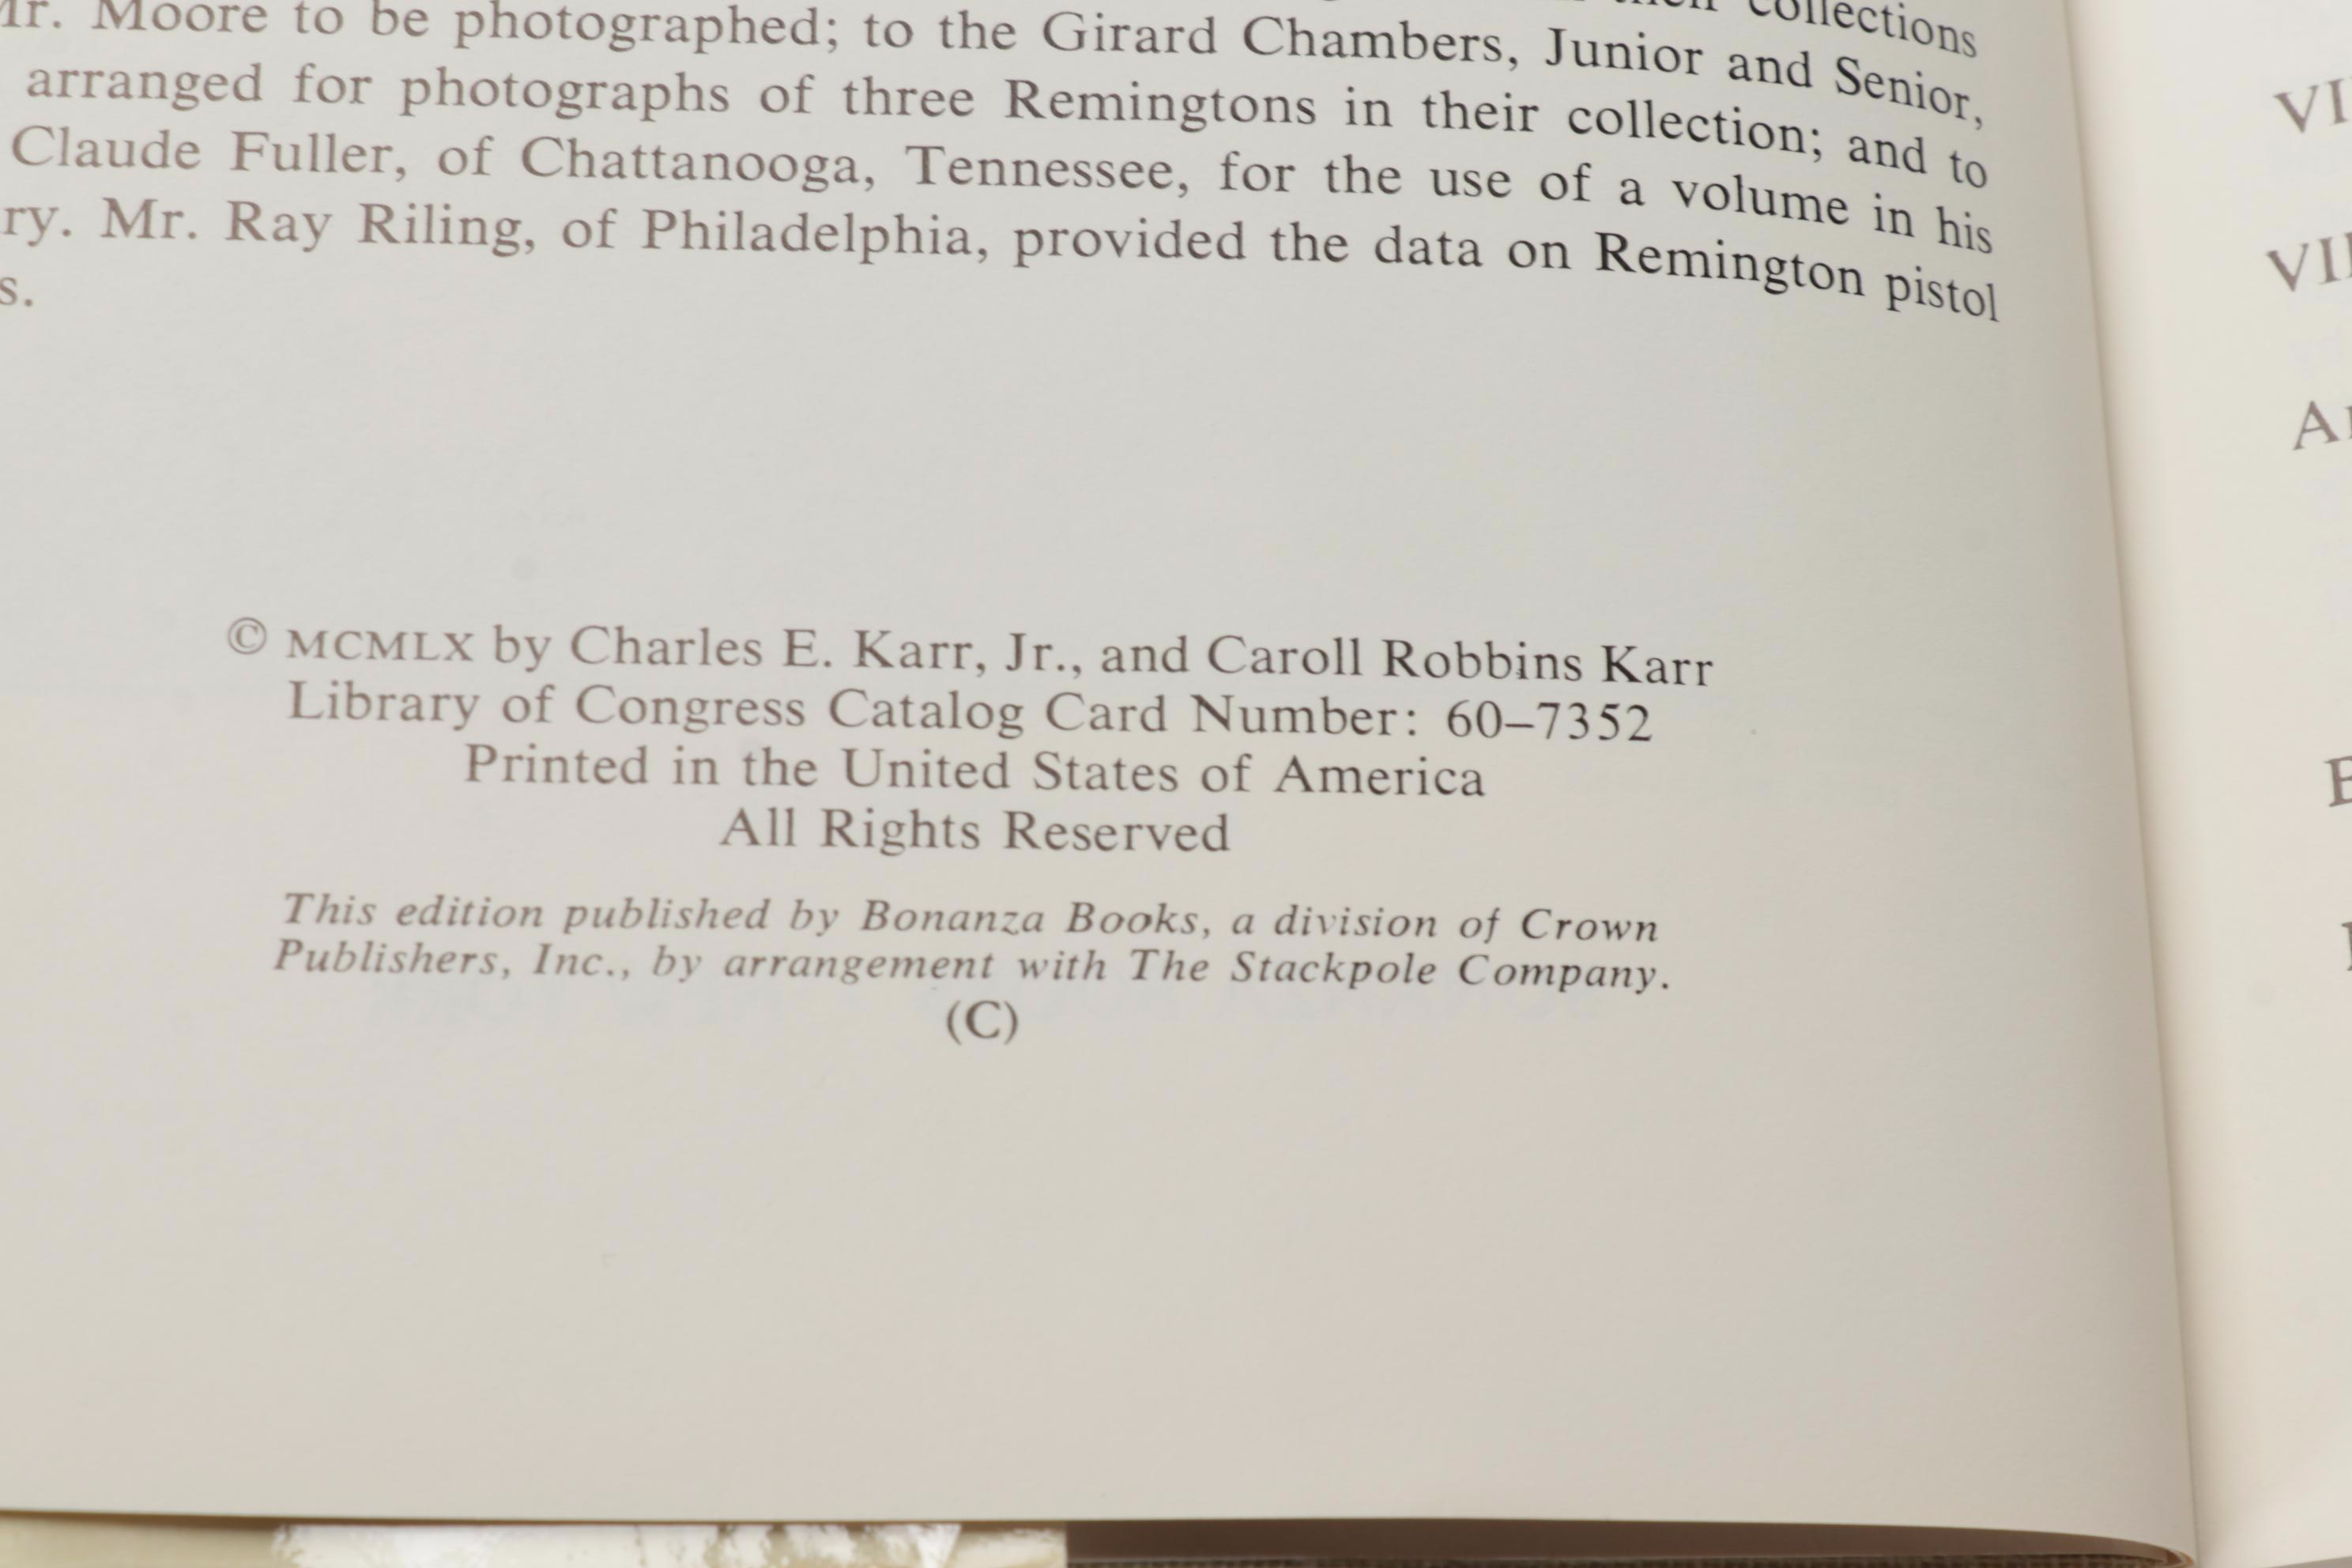 Mr. Moore to be photographed; to the Girard Chambers, Junior and Senior,
collections
arranged for photographs of three Remingtons in their collection; and to
Claude Fuller, of Chattanooga, Tennessee, for the use of a volume in his
ry. Mr. Ray Riling, of Philadelphia, provided the data on Remington pistol
s.
© MCMLX by Charles E. Karr, Jr., and Caroll Robbins Karr
Library of Congress Catalog Card Number: 60–7352
Printed in the United States of America
All Rights Reserved
This edition published by Bonanza Books, a division of Crown
Publishers, Inc., by arrangement with The Stackpole Company.
(C)
VI
VII